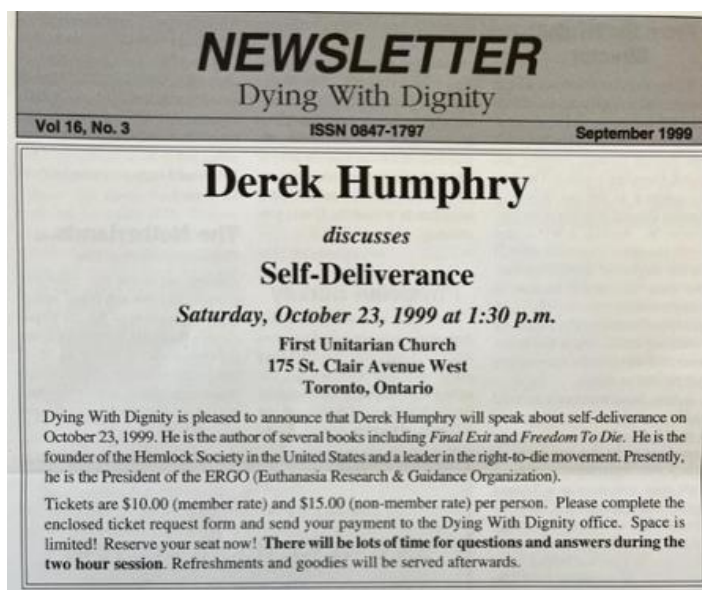 NEWSLETTER
Dying With Dignity
Vol 16, No. 3 ISSN 0847-1797 September 1999
Derek Humphry
discusses
Self-Deliverance
Saturday, October 23, 1999 at 1:30 p.m.
First Unitarian Church
175 St. Clair Avenue West
Toronto, Ontario
Dying With Dignity is pleased to announce that Derek Humphry will speak about self-deliverance on
October 23, 1999. He is the author of several books including Final Exit and Freedom To Die. He is the
founder of the Hemlock Society in the United States and a leader in the right-to-die movement. Presently,
he is the President of the ERGO (Euthanasia Research & Guidance Organization).
Tickets are $10.00 (member rate) and $15.00 (non-member rate) per person. Please complete the
enclosed ticket request form and send your payment to the Dying With Dignity office. Space is
limited! Reserve your seat now! There will be lots of time for questions and answers during the
two hour session. Refreshments and goodies will be served afterwards.